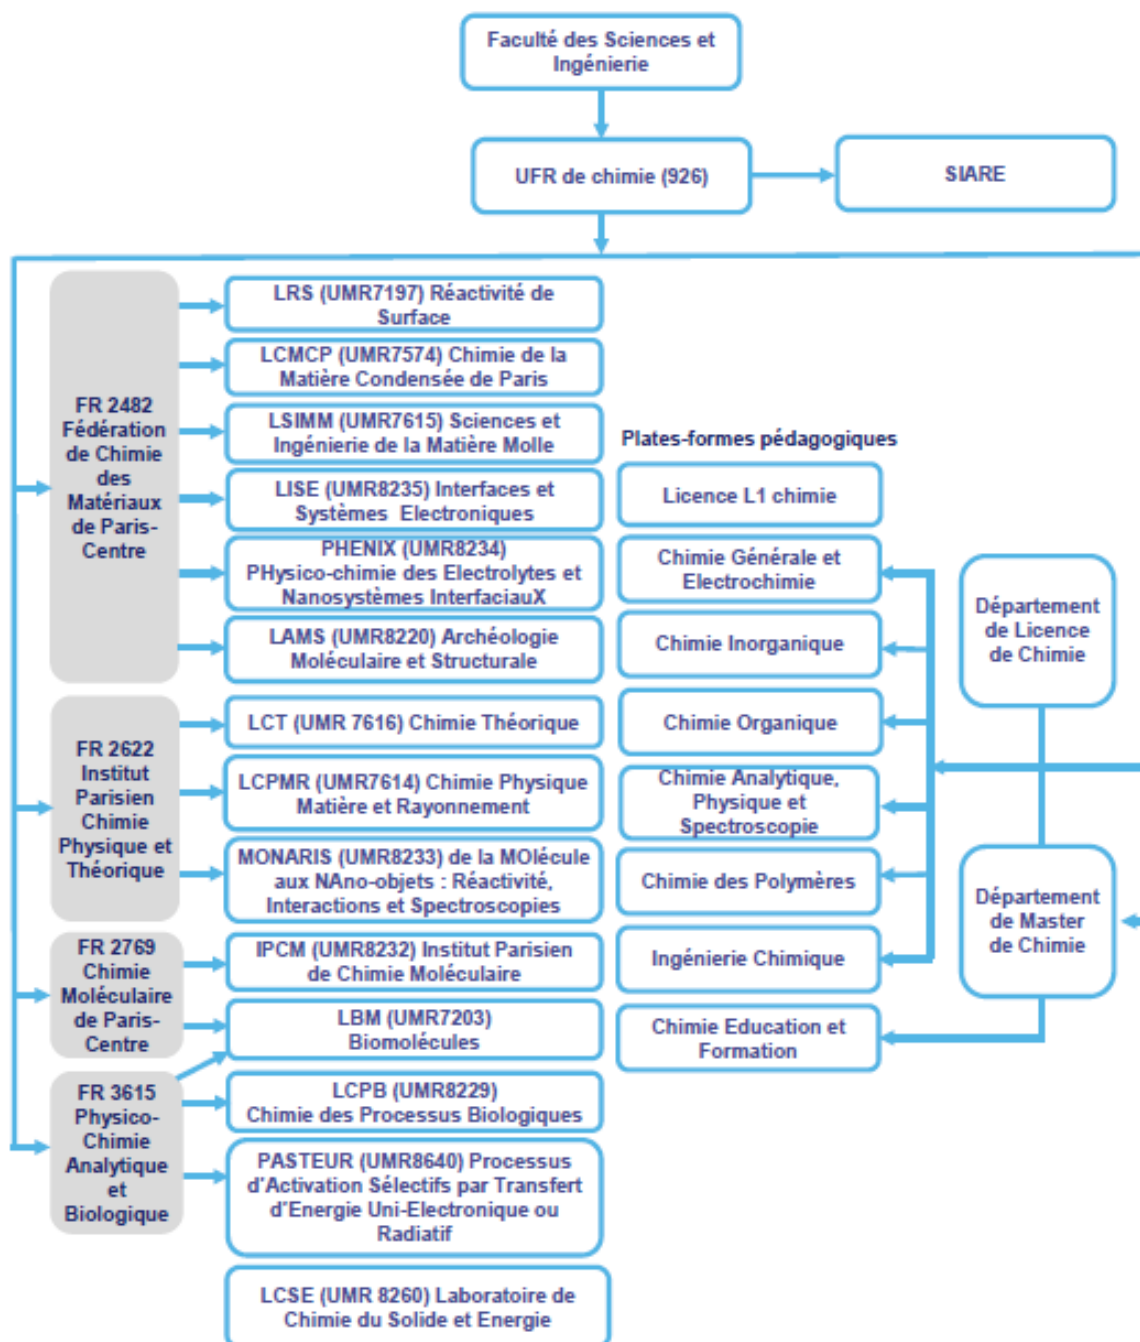 Faculté des Sciences et
Ingénierie
UFR de chimie (926)
SIARE
FR 2482
Fédération
de Chimie
des
Matériaux
de Paris-
Centre
LRS (UMR7197) Réactivité de
Surface
LCMCP (UMR7574) Chimie de la
Matière Condensée de Paris
LSIMM (UMR7615) Sciences et
Ingénierie de la Matière Molle
LISE (UMR8235) Interfaces et
Systèmes Electroniques
PHENIX (UMR8234)
PHysico-chimie des Electrolytes et
Nanosystèmes InterfaciauX
LAMS (UMR8220) Archéologie
Moléculaire et Structurale
FR 2622
Institut
Parisien
Chimie
Physique et
Théorique
LCT (UMR 7616) Chimie Théorique
LCPMR (UMR7614) Chimie Physique
Matière et Rayonnement
MONARIS (UMR8233) de la MOlécule
aux NAno-objets : Réactivité,
Interactions et Spectroscopies
FR 2769
Chimie
Moléculaire
de Paris-
Centre
IPCM (UMR8232) Institut Parisien
de Chimie Moléculaire
LBM (UMR7203)
Biomolécules
FR 3615
Physico-
Chimie
Analytique
et
Biologique
LCPB (UMR8229)
Chimie des Processus Biologiques
PASTEUR (UMR8640) Processus
d'Activation Sélectifs par Transfert
d'Energie Uni-Electronique ou
Radiatif
LCSE (UMR 8260) Laboratoire de
Chimie du Solide et Energie
Plates-formes pédagogiques
Licence L1 chimie
Chimie Générale et
Electrochimie
Chimie Inorganique
Chimie Organique
Chimie Analytique,
Physique et
Spectroscopie
Chimie des Polymères
Ingénierie Chimique
Chimie Education et
Formation
Département
de Licence
de Chimie
Département
de Master
de Chimie